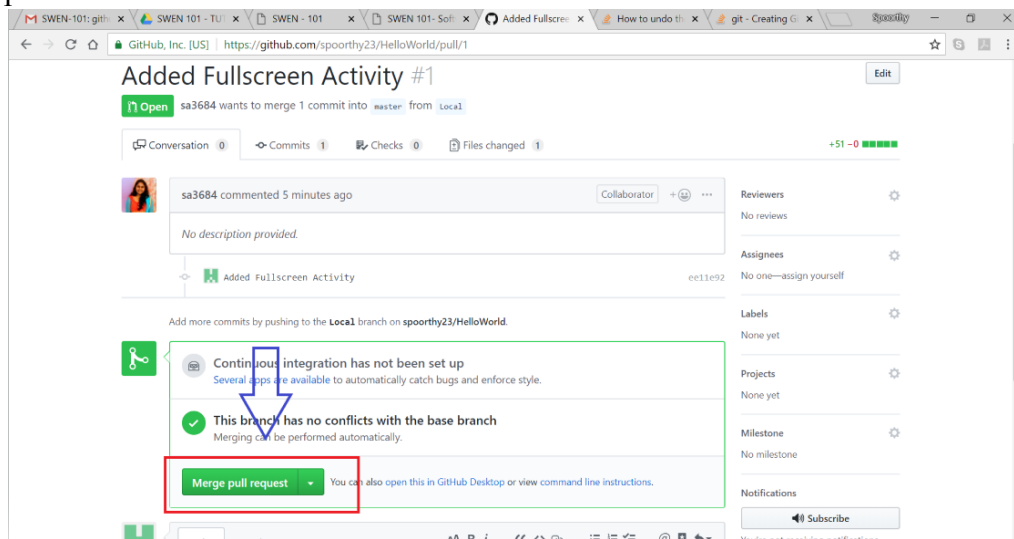 SWEN-101: gith
SWEN 101 - TUT
SWEN - 101
SWEN 101- Soft
Added Fullscree
How to undo th
git - Creating G
Spoorthy
GitHub, Inc. [US] https://github.com/spoorthy23/HelloWorld/pull/1
Added Fullscreen Activity #1
Edit
Open sa3684 wants to merge 1 commit into master from Local
Conversation 0 Commits 1 Checks 0 Files changed 1 +51 −0
sa3684 commented 5 minutes ago Collaborator
No description provided.
Added Fullscreen Activity ee11e92
Add more commits by pushing to the Local branch on spoorthy23/HelloWorld.
Continuous integration has not been set up
Several apps are available to automatically catch bugs and enforce style.
This branch has no conflicts with the base branch
Merging can be performed automatically.
Merge pull request You can also open this in GitHub Desktop or view command line instructions.
Reviewers
No reviews
Assignees
No one—assign yourself
Labels
None yet
Projects
None yet
Milestone
No milestone
Notifications
Subscribe